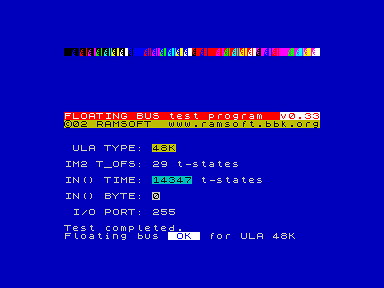 FLOATING BUS test program v0.33
©02 RAMSOFT www.ramsoft.bbk.org
ULA TYPE: 48K
IM2 T_OFS: 29 t-states
IN() TIME: 14347 t-states
IN() BYTE: 0
I/O PORT: 255
Test completed.
Floating bus OK for ULA 48K